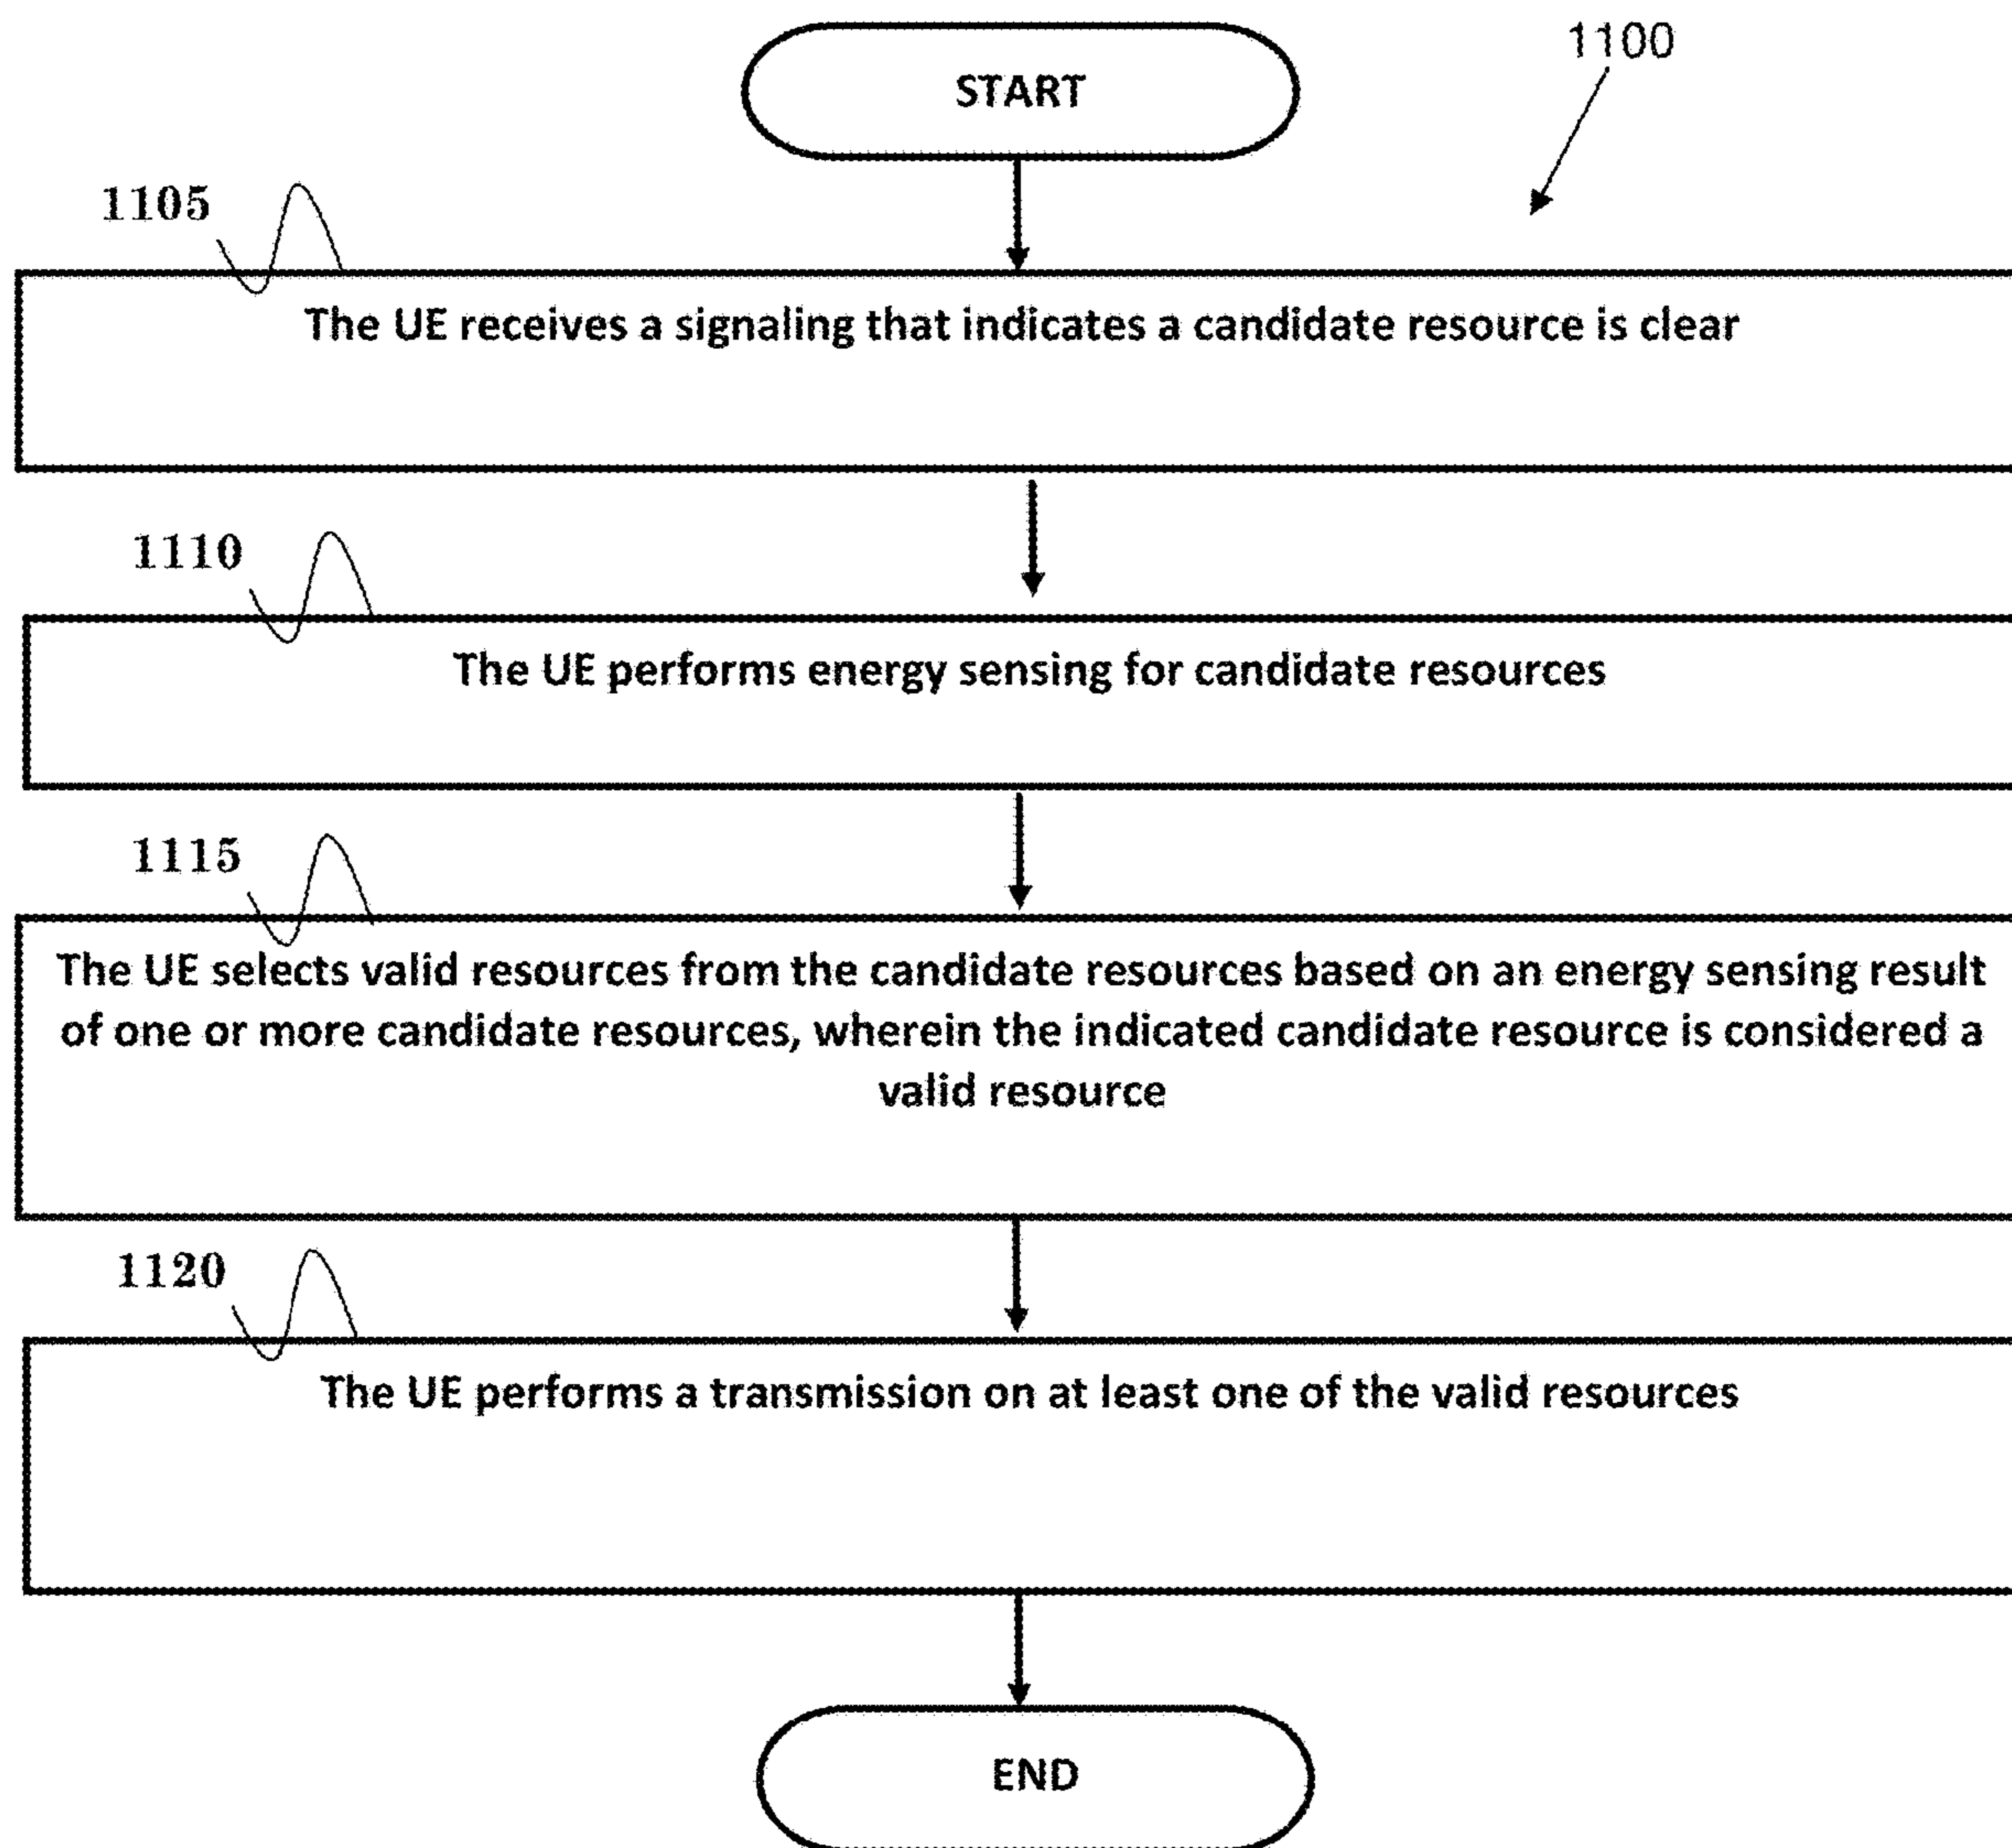 1100
START
1105
The UE receives a signaling that indicates a candidate resource is clear
1110
The UE performs energy sensing for candidate resources
1115
The UE selects valid resources from the candidate resources based on an energy sensing result
of one or more candidate resources, wherein the indicated candidate resource is considered a
valid resource
1120
The UE performs a transmission on at least one of the valid resources
END